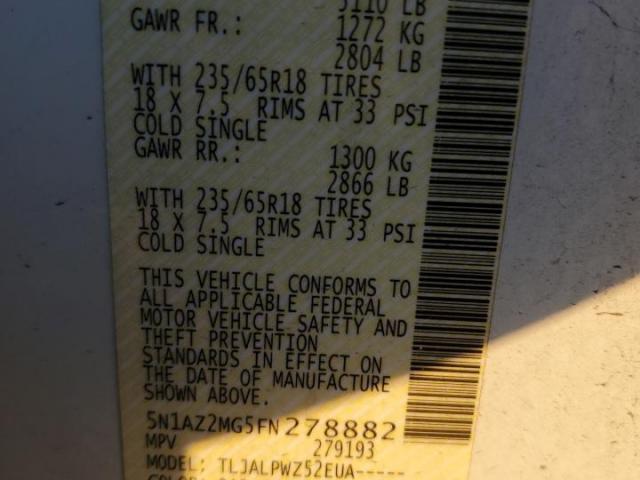 5110 LB
GAWR FR.: 1272 KG
2804 LB
WITH 235/65R18 TIRES
18 X 7.5 RIMS AT 33 PSI
COLD SINGLE
GAWR RR.: 1300 KG
2866 LB
WITH 235/65R18 TIRES
18 X 7.5 RIMS AT 33 PSI
COLD SINGLE
THIS VEHICLE CONFORMS TO
ALL APPLICABLE FEDERAL
MOTOR VEHICLE SAFETY AND
THEFT PREVENTION
STANDARDS IN EFFECT ON
THE DATE OF MANUFACTURE
SHOWN ABOVE.
5N1AZ2MG5FN278882
MPV 279193
MODEL: TLJALPWZ52EUA-----